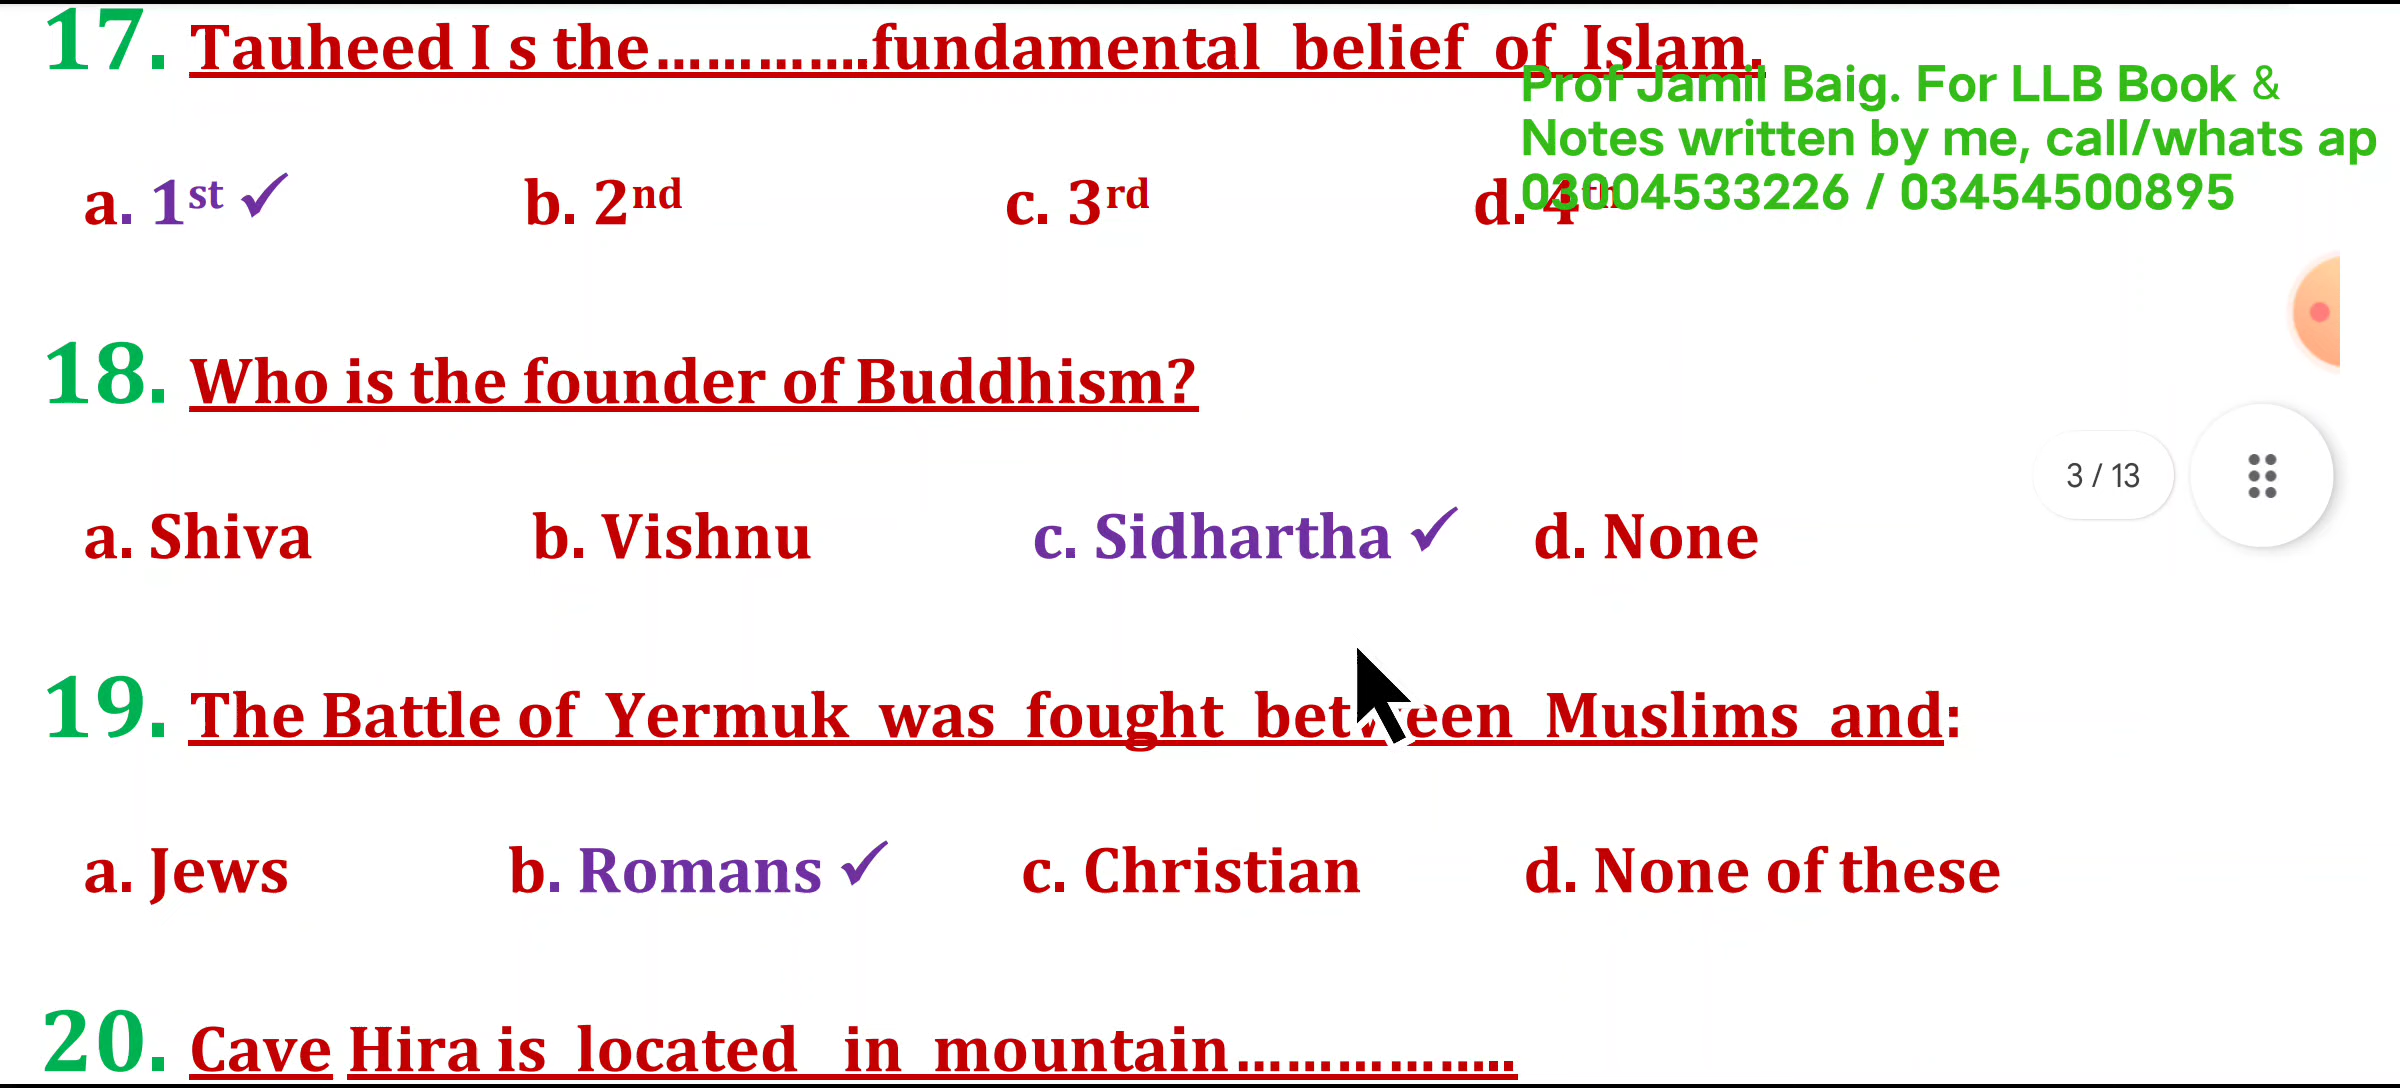 17. Tauheed I s the.............fundamental belief of Islam.
Prof Jamil Baig. For LLB Book &
Notes written by me, call/whats ap
03004533226 / 03454500895
a. 1st ✓ b. 2nd c. 3rd d. 4th
18. Who is the founder of Buddhism?
3 / 13
a. Shiva b. Vishnu c. Sidhartha ✓ d. None
19. The Battle of Yermuk was fought between Muslims and:
a. Jews b. Romans ✓ c. Christian d. None of these
20. Cave Hira is located in mountain.................